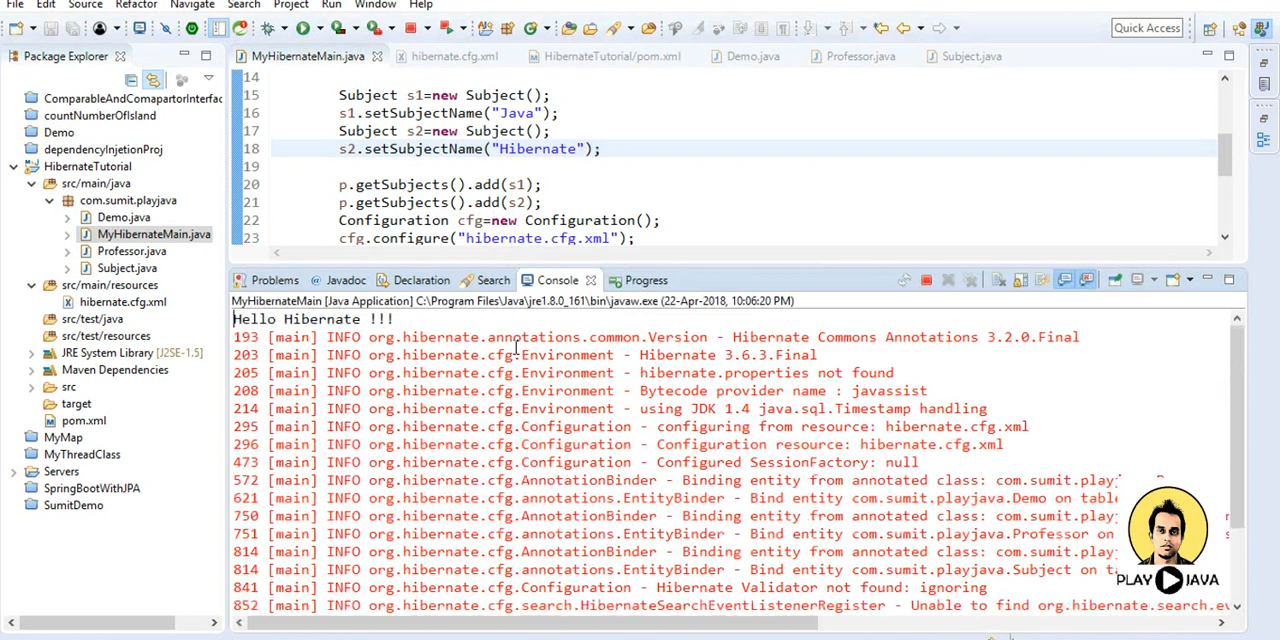 File Edit Source Refactor Navigate Search Project Run Window Help
Quick Access
Package Explorer
MyHibernateMain.java hibernate.cfg.xml HibernateTutorial/pom.xml Demo.java Professor.java Subject.java
ComparableAndComapartorInterfac
countNumberOfIsland
Demo
dependencyInjetionProj
HibernateTutorial
src/main/java
com.sumit.playjava
Demo.java
MyHibernateMain.java
Professor.java
Subject.java
src/main/resources
hibernate.cfg.xml
src/test/java
src/test/resources
JRE System Library [J2SE-1.5]
Maven Dependencies
src
target
pom.xml
MyMap
MyThreadClass
Servers
SpringBootWithJPA
SumitDemo
14
15 Subject s1=new Subject();
16 s1.setSubjectName("Java");
17 Subject s2=new Subject();
18 s2.setSubjectName("Hibernate");
19
20 p.getSubjects().add(s1);
21 p.getSubjects().add(s2);
22 Configuration cfg=new Configuration();
23 cfg.configure("hibernate.cfg.xml");
Problems @ Javadoc Declaration Search Console Progress
MyHibernateMain [Java Application] C:\Program Files\Java\jre1.8.0_161\bin\javaw.exe (22-Apr-2018, 10:06:20 PM)
Hello Hibernate !!!
193 [main] INFO org.hibernate.annotations.common.Version - Hibernate Commons Annotations 3.2.0.Final
203 [main] INFO org.hibernate.cfg.Environment - Hibernate 3.6.3.Final
205 [main] INFO org.hibernate.cfg.Environment - hibernate.properties not found
208 [main] INFO org.hibernate.cfg.Environment - Bytecode provider name : javassist
214 [main] INFO org.hibernate.cfg.Environment - using JDK 1.4 java.sql.Timestamp handling
295 [main] INFO org.hibernate.cfg.Configuration - configuring from resource: hibernate.cfg.xml
296 [main] INFO org.hibernate.cfg.Configuration - Configuration resource: hibernate.cfg.xml
473 [main] INFO org.hibernate.cfg.Configuration - Configured SessionFactory: null
572 [main] INFO org.hibernate.cfg.AnnotationBinder - Binding entity from annotated class: com.sumit.playj
621 [main] INFO org.hibernate.cfg.annotations.EntityBinder - Bind entity com.sumit.playjava.Demo on table
750 [main] INFO org.hibernate.cfg.AnnotationBinder - Binding entity from annotated class: com.sumit.playj
751 [main] INFO org.hibernate.cfg.annotations.EntityBinder - Bind entity com.sumit.playjava.Professor on
814 [main] INFO org.hibernate.cfg.AnnotationBinder - Binding entity from annotated class: com.sumit.playj
814 [main] INFO org.hibernate.cfg.annotations.EntityBinder - Bind entity com.sumit.playjava.Subject on ta
841 [main] INFO org.hibernate.cfg.Configuration - Hibernate Validator not found: ignoring
852 [main] INFO org.hibernate.cfg.search.HibernateSearchEventListenerRegister - Unable to find org.hibernate.search.ev
PLAY JAVA